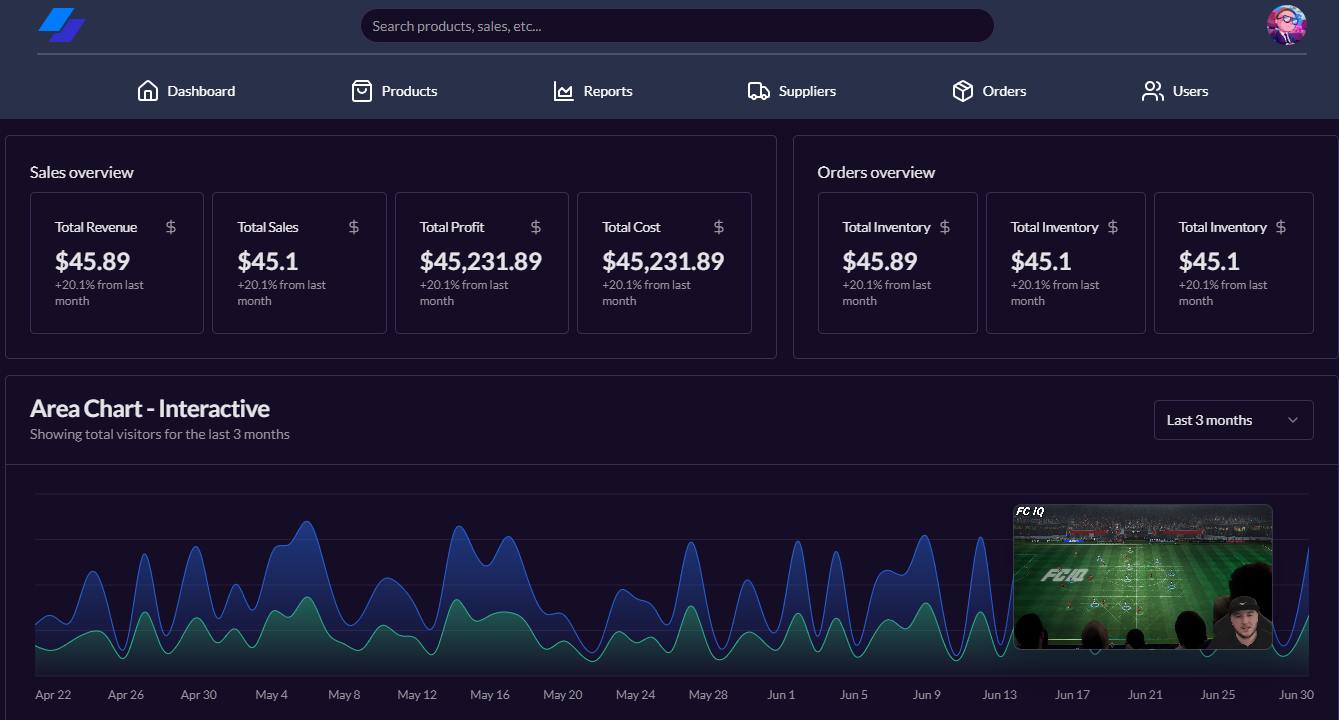 Search products, sales, etc...
Dashboard Products Reports Suppliers Orders Users
Sales overview
Total Revenue $
$45.89
+20.1% from last
month
Total Sales $
$45.1
+20.1% from last
month
Total Profit $
$45,231.89
+20.1% from last
month
Total Cost $
$45,231.89
+20.1% from last
month
Orders overview
Total Inventory $
$45.89
+20.1% from last
month
Total Inventory $
$45.1
+20.1% from last
month
Total Inventory $
$45.1
+20.1% from last
month
Area Chart - Interactive
Showing total visitors for the last 3 months
Last 3 months
FC IQ
FC IQ
Apr 22 Apr 26 Apr 30 May 4 May 8 May 12 May 16 May 20 May 24 May 28 Jun 1 Jun 5 Jun 9 Jun 13 Jun 17 Jun 21 Jun 25 Jun 30